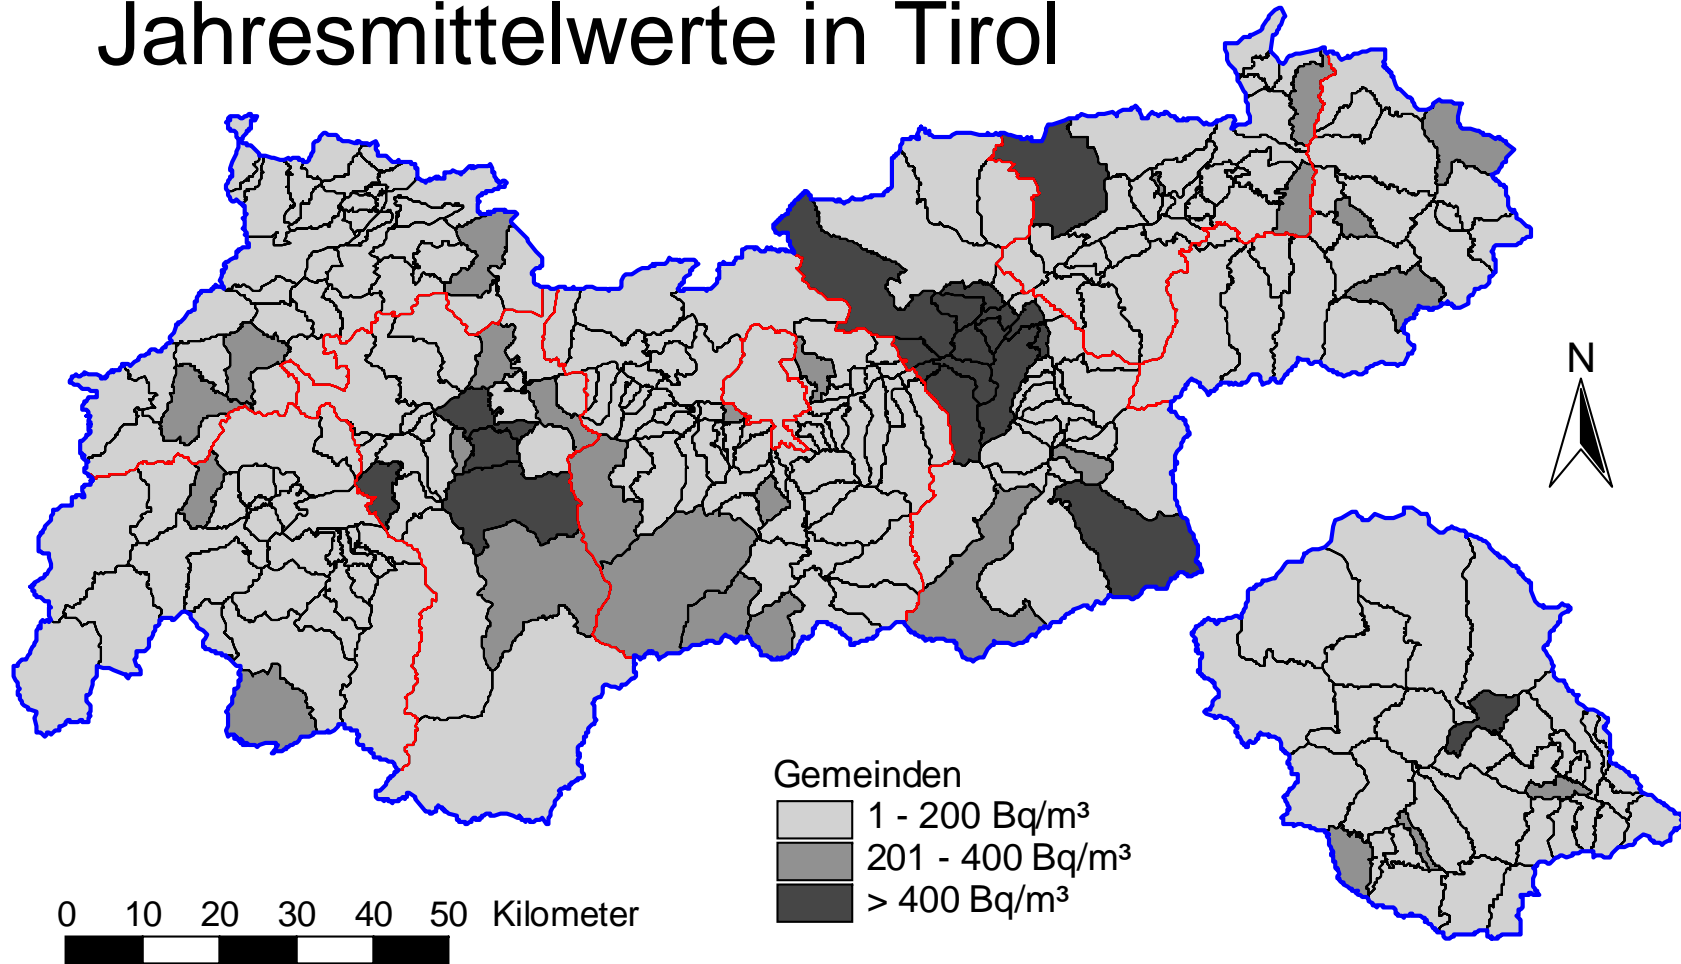 Jahresmittelwerte in Tirol
N
Gemeinden
1 - 200 Bq/m³
201 - 400 Bq/m³
> 400 Bq/m³
0 10 20 30 40 50 Kilometer